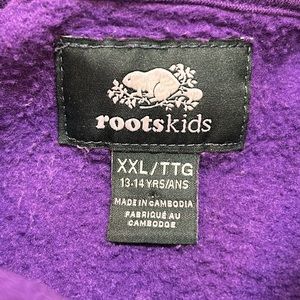 rootskids
XXL/TTG
13-14 YRS/ANS
MADE IN CAMBODIA
FABRIQUÉ AU
CAMBODGE